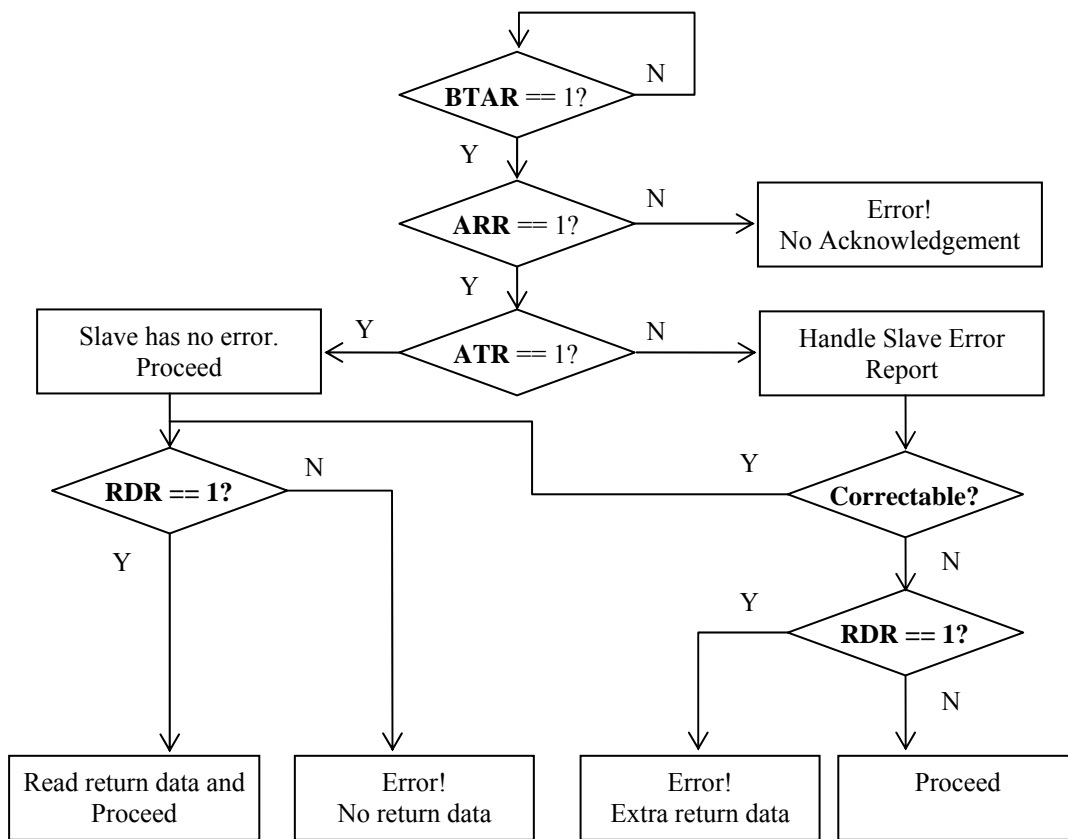 N
BTAR == 1?
Y
N
ARR == 1?
Error!
No Acknowledgement
Y
Slave has no error.
Proceed
Y
ATR == 1?
N
Handle Slave Error
Report
N
RDR == 1?
Y
Correctable?
Y
N
Y
RDR == 1?
N
Read return data and
Proceed
Error!
No return data
Error!
Extra return data
Proceed